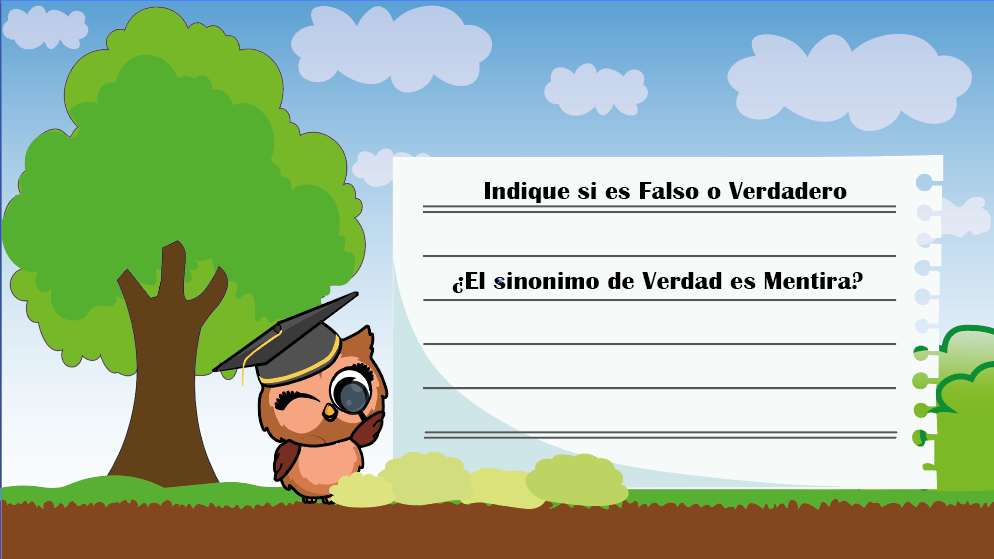 Indique si es Falso o Verdadero
¿El sinonimo de Verdad es Mentira?